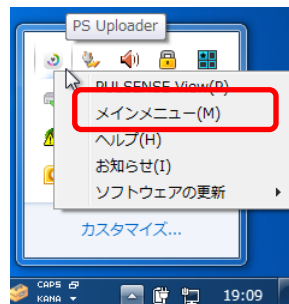 PS Uploader
PULSENSE View(P)
メインメニュー(M)
ヘルプ(H)
お知らせ(I)
ソフトウェアの更新
カスタマイズ...
CAPS
KANA
19:09